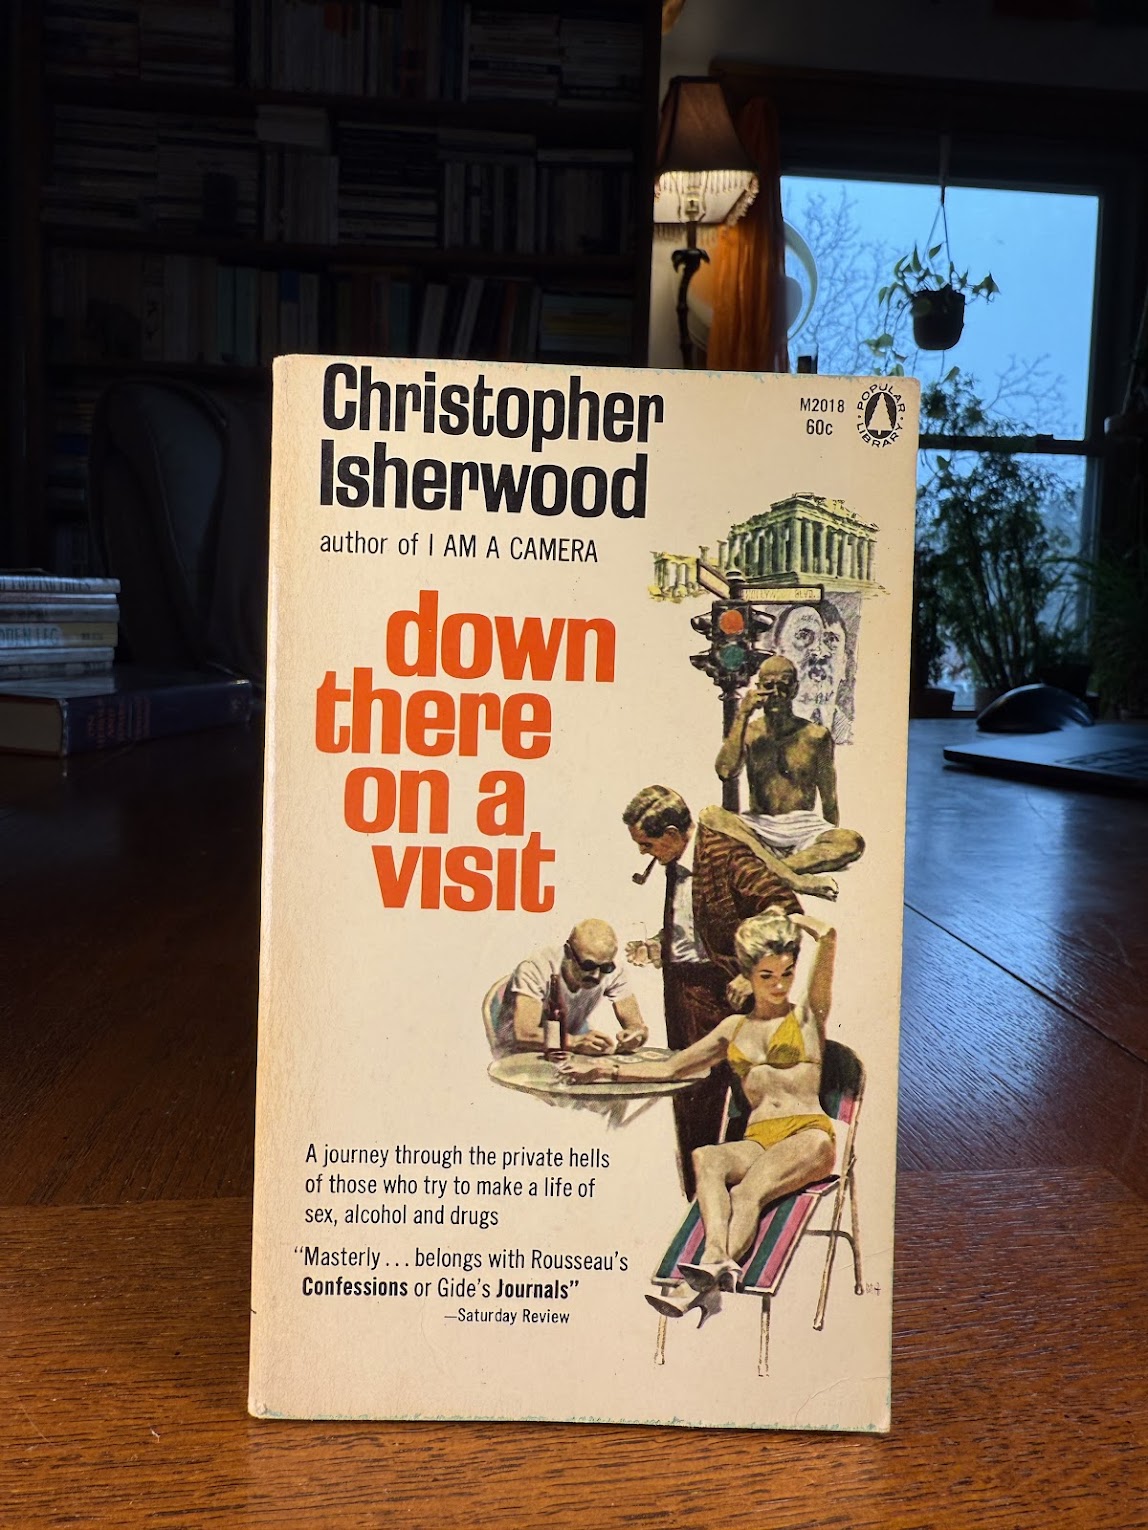 Christopher
Isherwood
author of I AM A CAMERA
M2018
60c
POPULAR
LIBRARY
down
there
on a
visit
HOLLYWOOD BLVD.
A journey through the private hells
of those who try to make a life of
sex, alcohol and drugs
“Masterly . . . belongs with Rousseau’s
Confessions or Gide’s Journals”
—Saturday Review